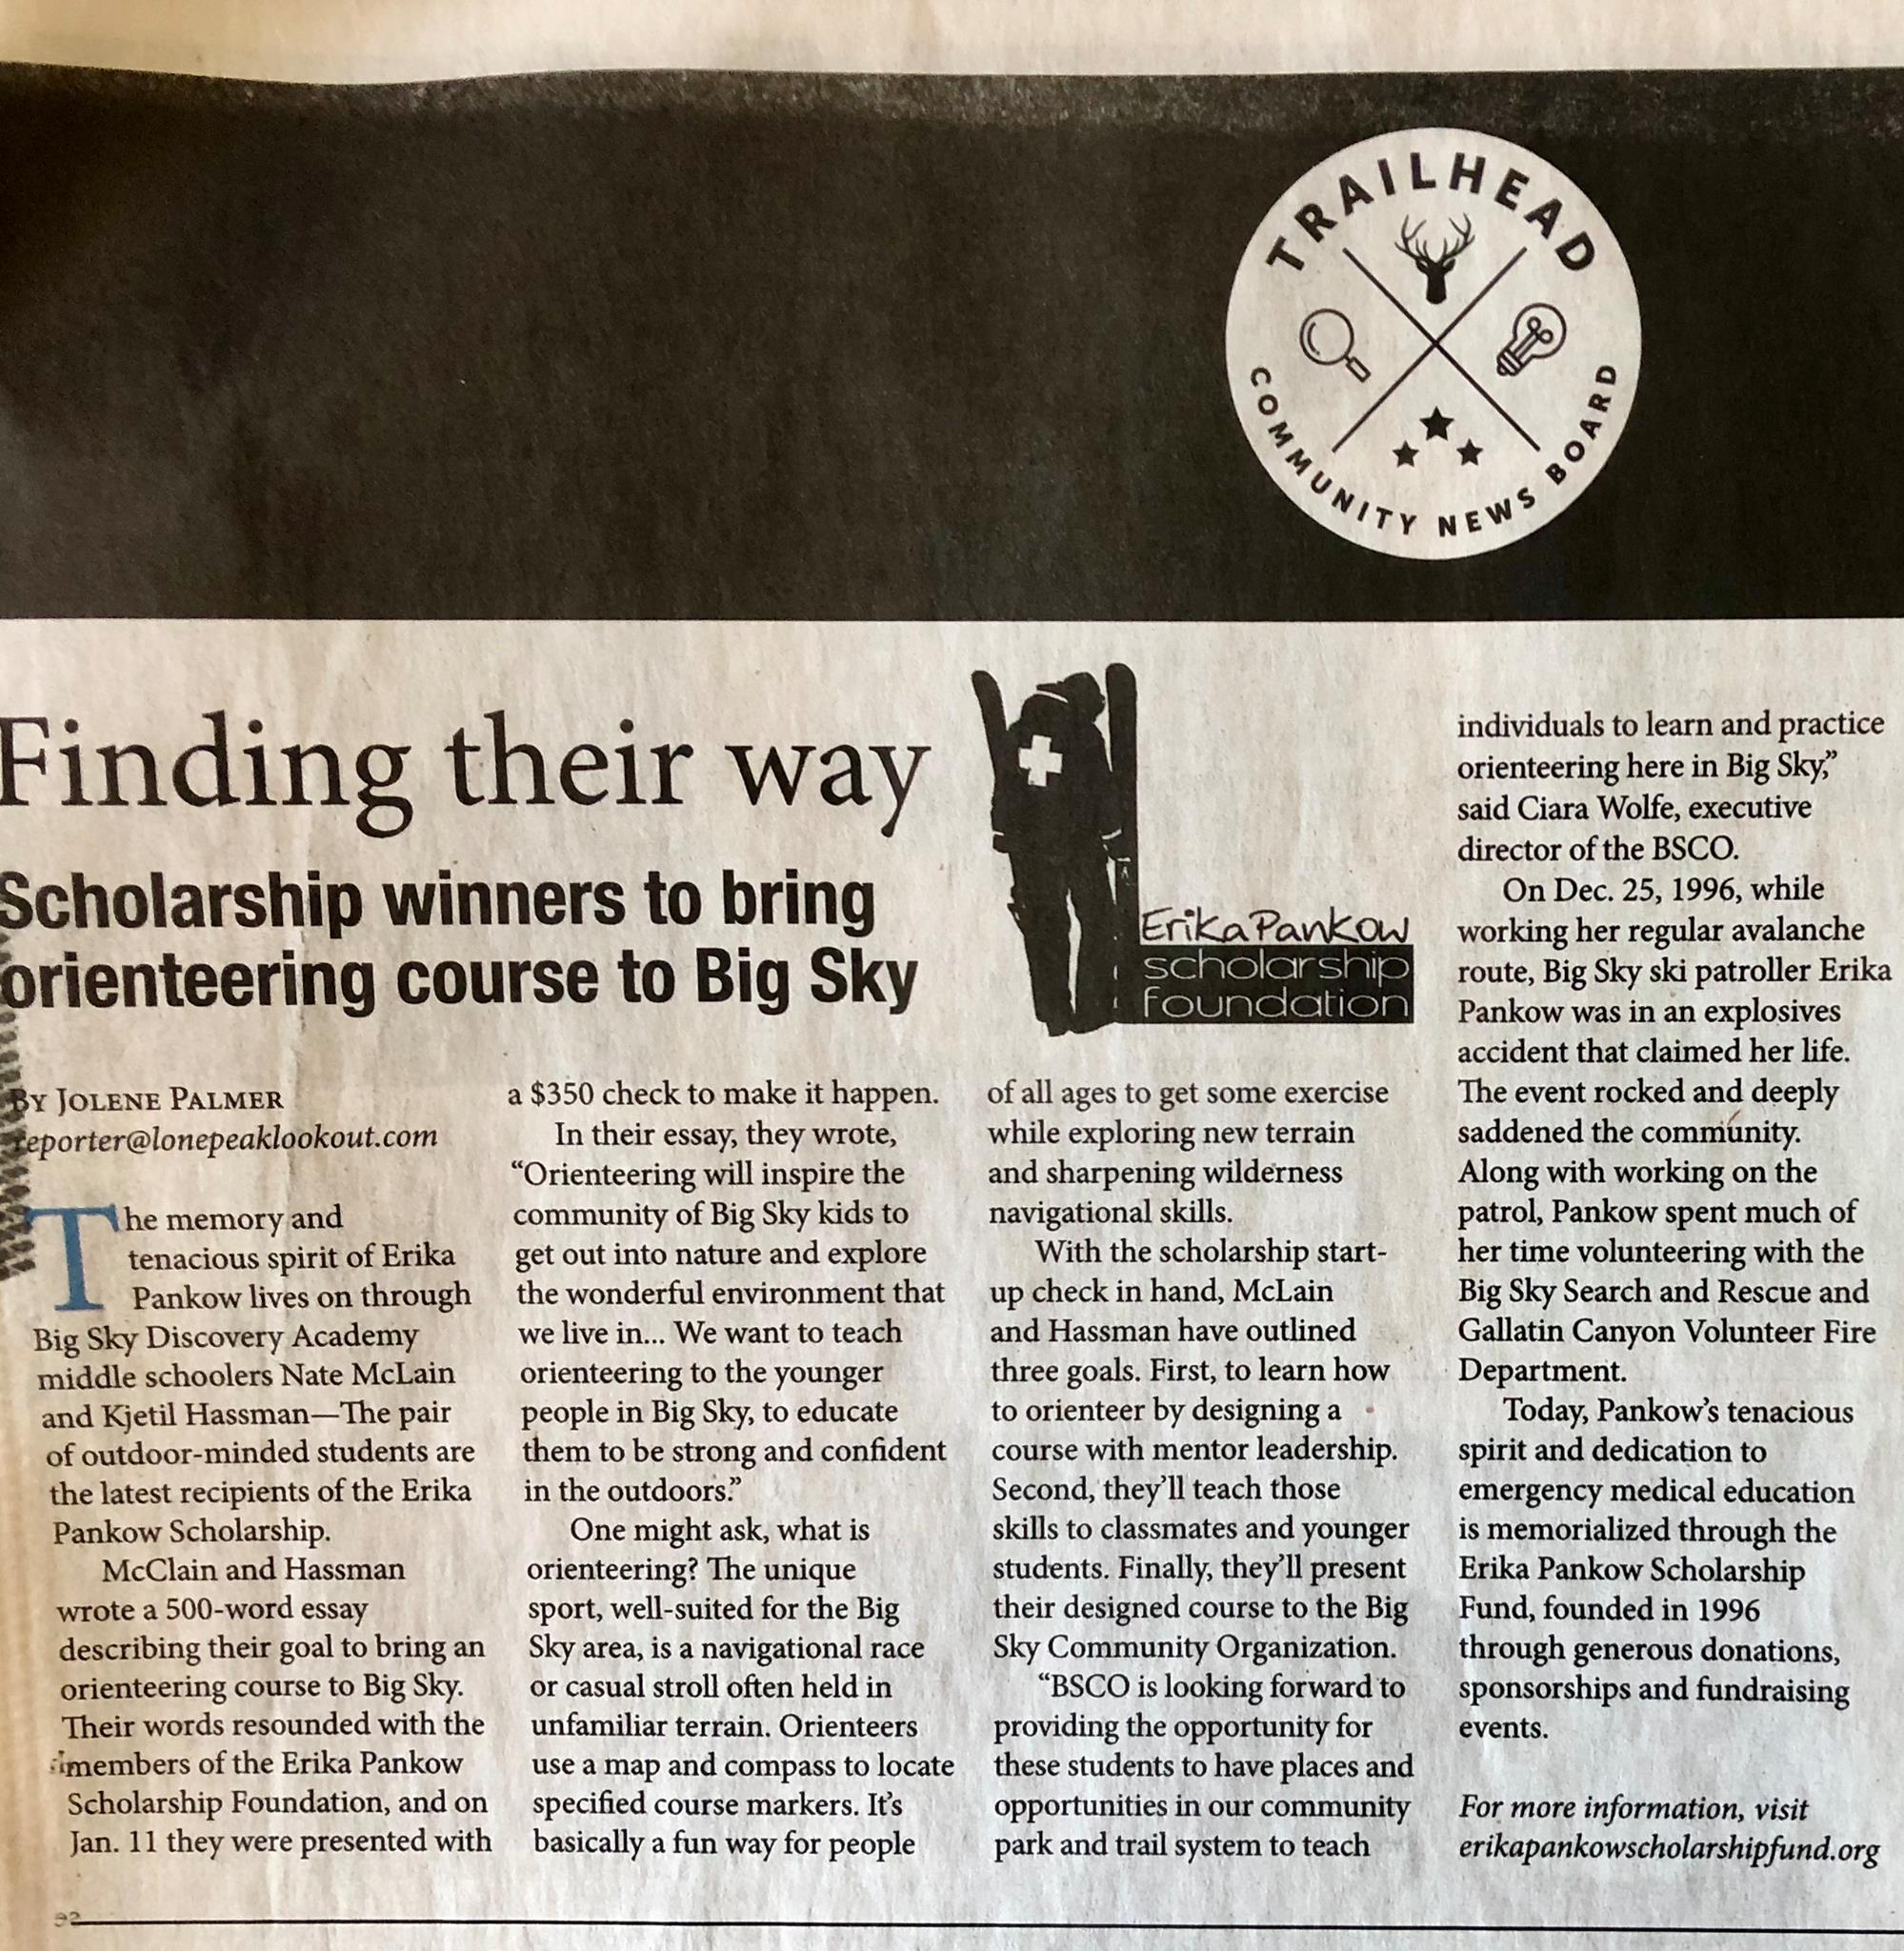 TRAILHEAD
COMMUNITY NEWS BOARD
Finding their way
Scholarship winners to bring
orienteering course to Big Sky
Erika Pankow
scholarship
foundation
BY JOLENE PALMER
reporter@lonepeaklookout.com
The memory and
tenacious spirit of Erika
Pankow lives on through
Big Sky Discovery Academy
middle schoolers Nate McLain
and Kjetil Hassman—The pair
of outdoor-minded students are
the latest recipients of the Erika
Pankow Scholarship.
McClain and Hassman
wrote a 500-word essay
describing their goal to bring an
orienteering course to Big Sky.
Their words resounded with the
members of the Erika Pankow
Scholarship Foundation, and on
Jan. 11 they were presented with
a $350 check to make it happen.
In their essay, they wrote,
“Orienteering will inspire the
community of Big Sky kids to
get out into nature and explore
the wonderful environment that
we live in... We want to teach
orienteering to the younger
people in Big Sky, to educate
them to be strong and confident
in the outdoors.”
One might ask, what is
orienteering? The unique
sport, well-suited for the Big
Sky area, is a navigational race
or casual stroll often held in
unfamiliar terrain. Orienteers
use a map and compass to locate
specified course markers. It’s
basically a fun way for people
of all ages to get some exercise
while exploring new terrain
and sharpening wilderness
navigational skills.
With the scholarship start-
up check in hand, McLain
and Hassman have outlined
three goals. First, to learn how
to orienteer by designing a
course with mentor leadership.
Second, they’ll teach those
skills to classmates and younger
students. Finally, they’ll present
their designed course to the Big
Sky Community Organization.
“BSCO is looking forward to
providing the opportunity for
these students to have places and
opportunities in our community
park and trail system to teach
individuals to learn and practice
orienteering here in Big Sky,”
said Ciara Wolfe, executive
director of the BSCO.
On Dec. 25, 1996, while
working her regular avalanche
route, Big Sky ski patroller Erika
Pankow was in an explosives
accident that claimed her life.
The event rocked and deeply
saddened the community.
Along with working on the
patrol, Pankow spent much of
her time volunteering with the
Big Sky Search and Rescue and
Gallatin Canyon Volunteer Fire
Department.
Today, Pankow’s tenacious
spirit and dedication to
emergency medical education
is memorialized through the
Erika Pankow Scholarship
Fund, founded in 1996
through generous donations,
sponsorships and fundraising
events.
For more information, visit
erikapankowscholarshipfund.org